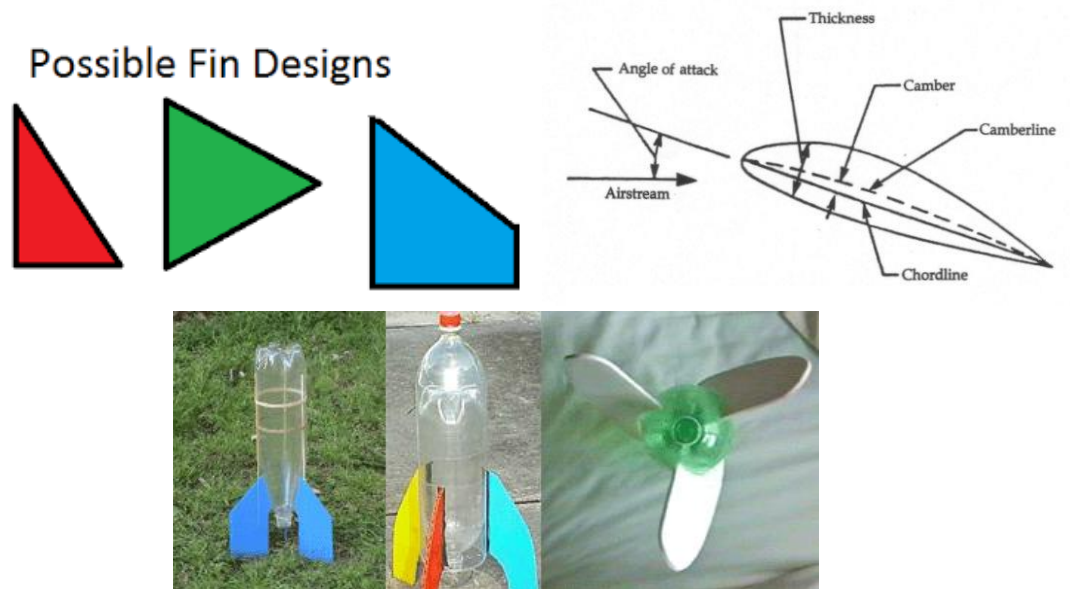 Possible Fin Designs
Thickness
Angle of attack
Camber
Camberline
Airstream
Chordline